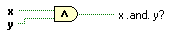 x
∧
x .and. y?
y